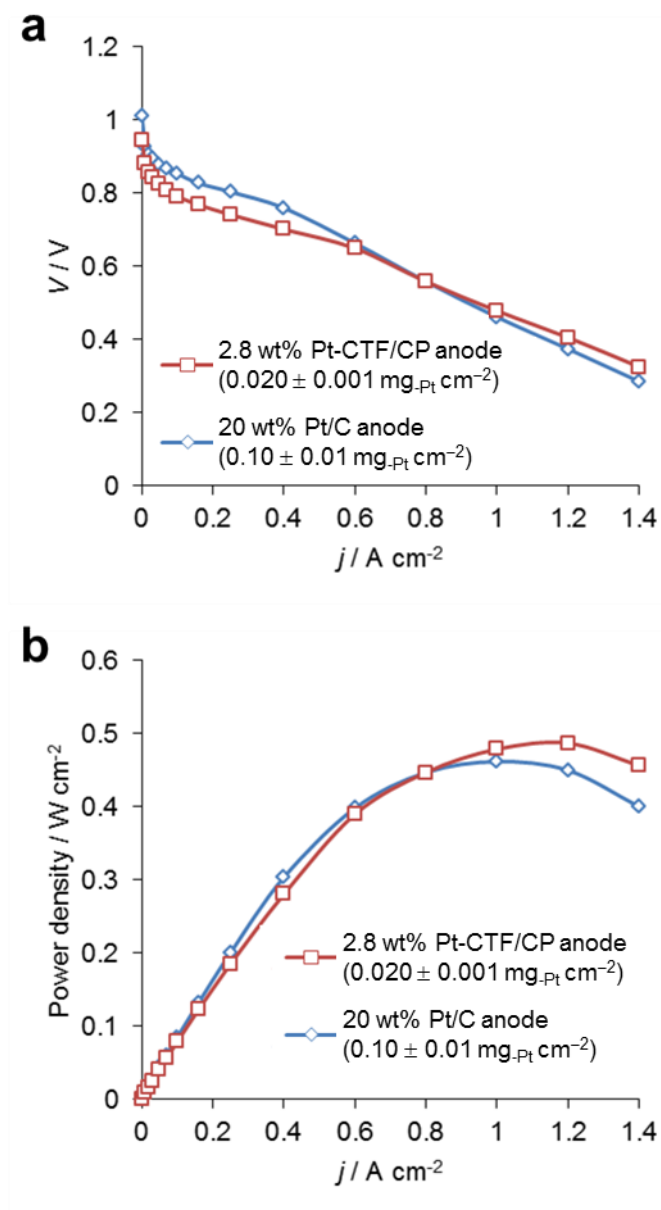 a
1.2
1
0.8
0.6
0.4
0.2
0
V / V
2.8 wt% Pt-CTF/CP anode
(0.020 ± 0.001 mg-Pt cm−2)
20 wt% Pt/C anode
(0.10 ± 0.01 mg-Pt cm−2)
0 0.2 0.4 0.6 0.8 1 1.2 1.4
j / A cm-2
b
0.6
0.5
0.4
0.3
0.2
0.1
0
Power density / W cm-2
2.8 wt% Pt-CTF/CP anode
(0.020 ± 0.001 mg-Pt cm−2)
20 wt% Pt/C anode
(0.10 ± 0.01 mg-Pt cm−2)
0 0.2 0.4 0.6 0.8 1 1.2 1.4
j / A cm-2